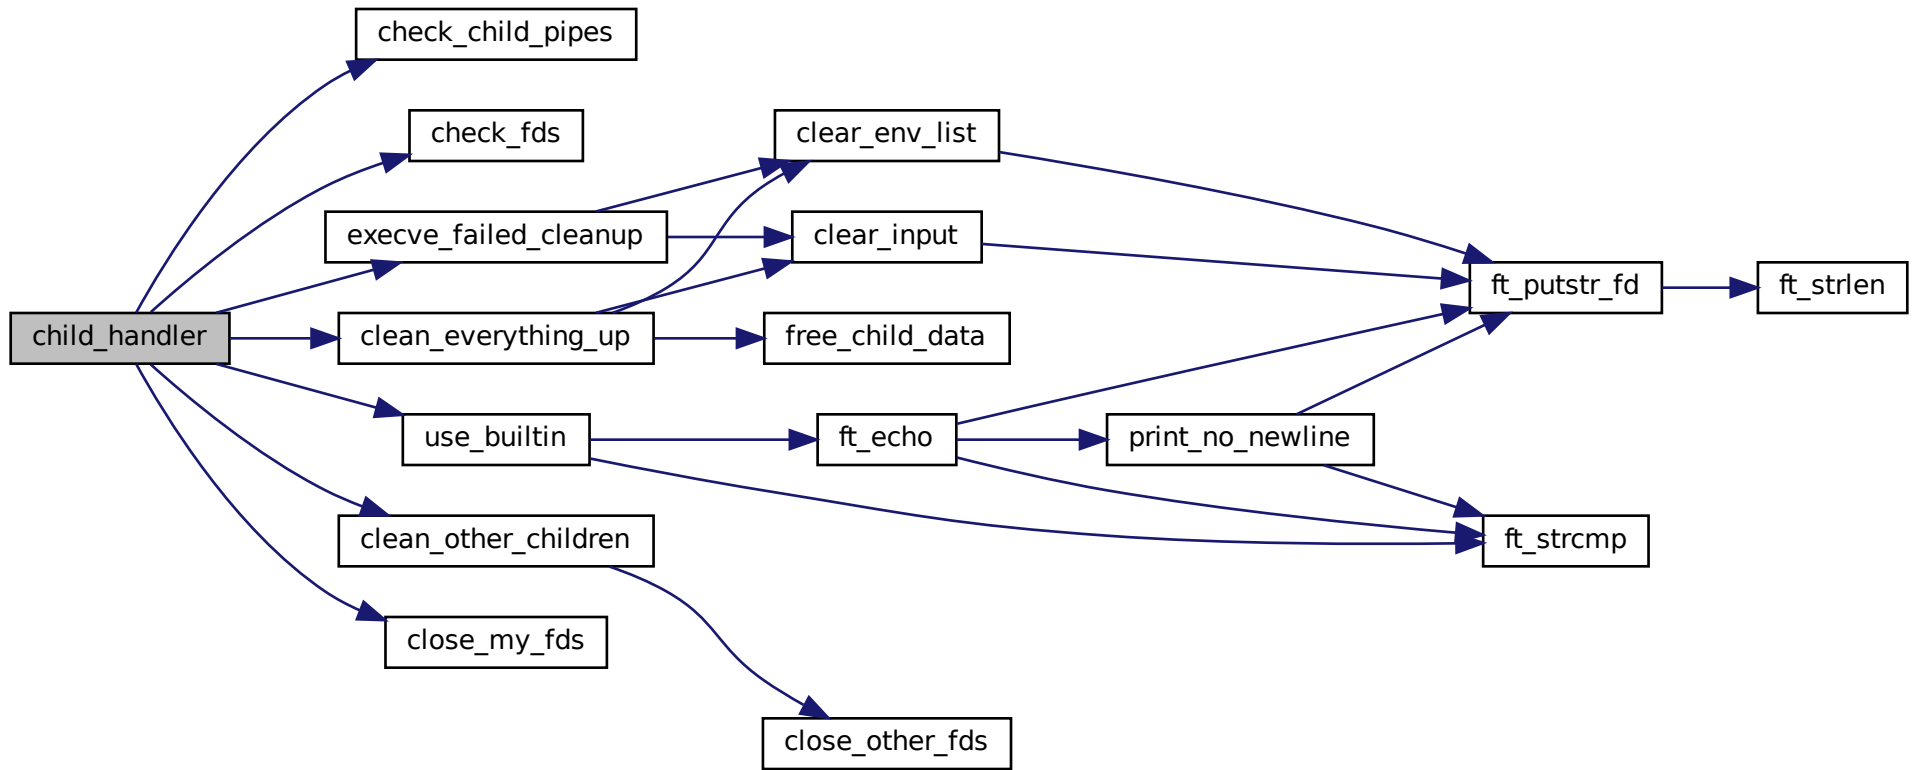 check_child_pipes
check_fds
clear_env_list
execve_failed_cleanup
clear_input
ft_putstr_fd
ft_strlen
child_handler
clean_everything_up
free_child_data
use_builtin
ft_echo
print_no_newline
clean_other_children
ft_strcmp
close_my_fds
close_other_fds